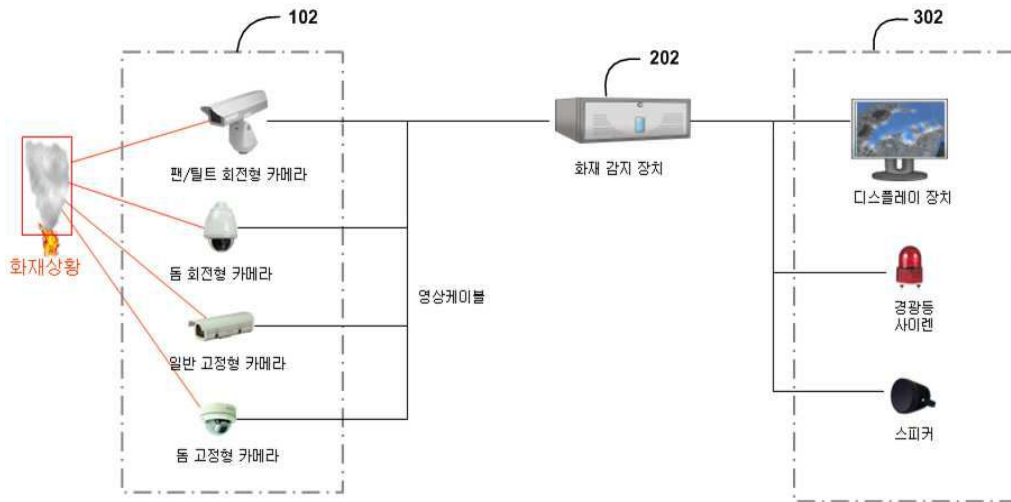 102
302
202
화재상황
팬/틸트 회전형 카메라
돔 회전형 카메라
일반 고정형 카메라
돔 고정형 카메라
영상케이블
화재 감지 장치
디스플레이 장치
경광등
사이렌
스피커